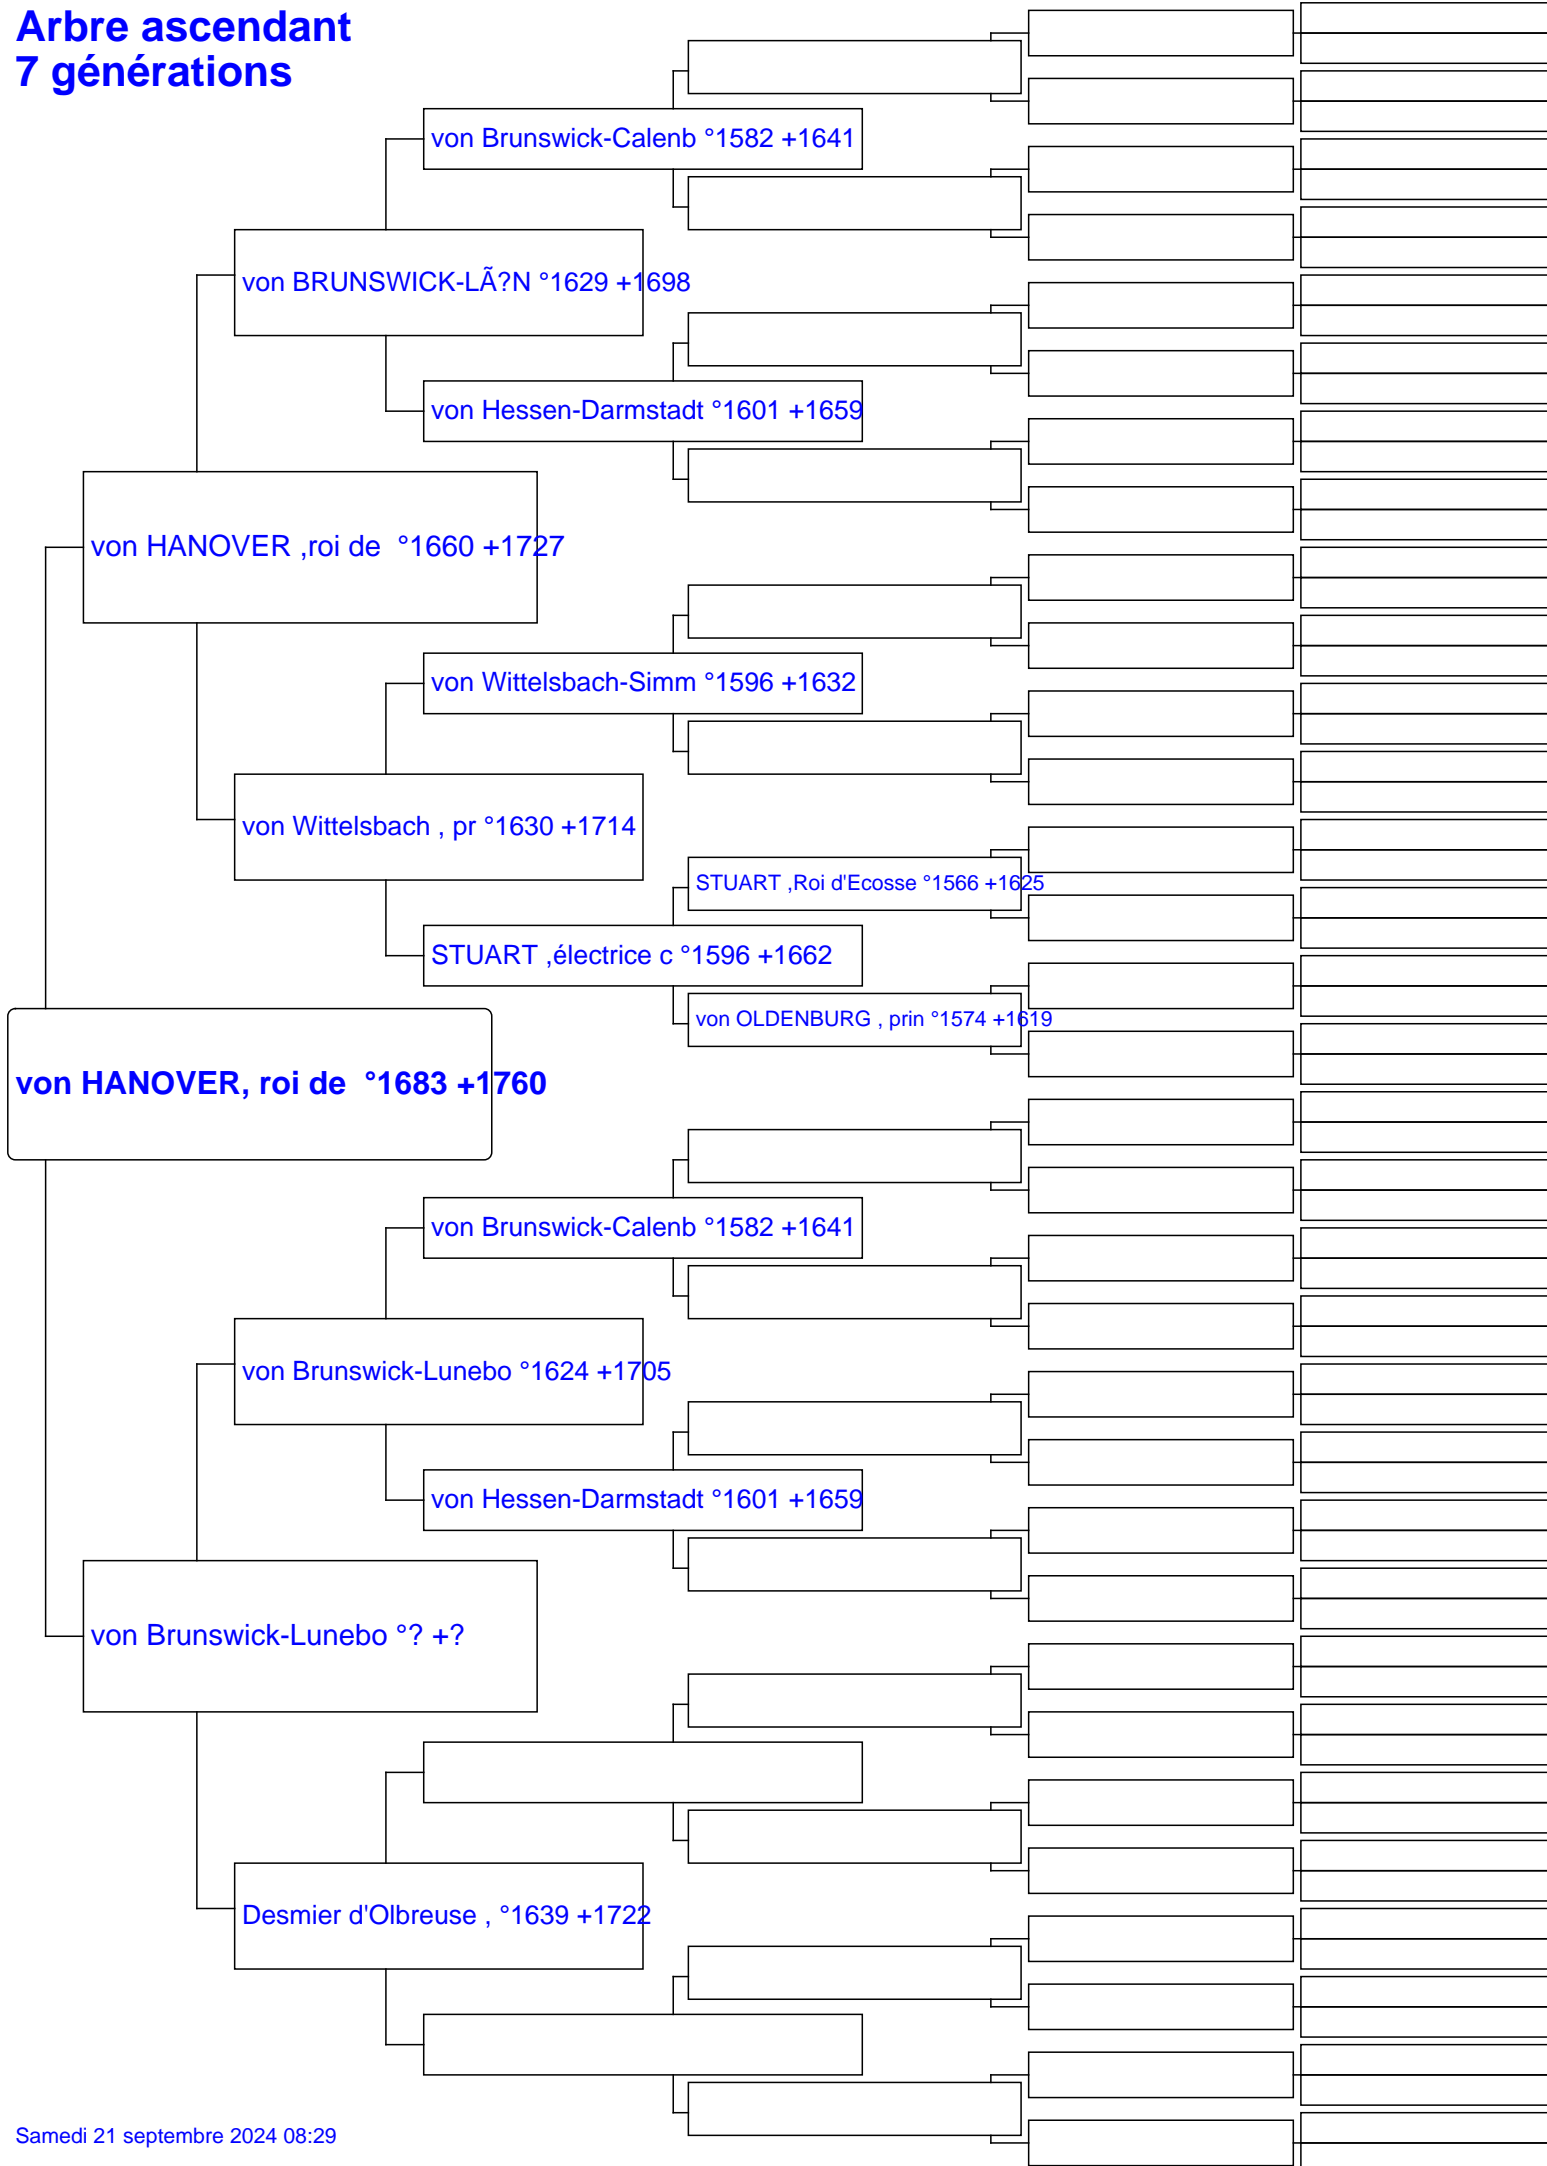 Arbre ascendant
7 générations
von Brunswick-Calenb °1582 +1641
von BRUNSWICK-LÃ?N °1629 +1698
von Hessen-Darmstadt °1601 +1659
von HANOVER ,roi de  °1660 +1727
von Wittelsbach-Simm °1596 +1632
von Wittelsbach , pr °1630 +1714
STUART ,Roi d'Ecosse °1566 +1625
STUART ,électrice c °1596 +1662
von OLDENBURG , prin °1574 +1619
von HANOVER, roi de  °1683 +1760
von Brunswick-Calenb °1582 +1641
von Brunswick-Lunebo °1624 +1705
von Hessen-Darmstadt °1601 +1659
von Brunswick-Lunebo °? +?
Desmier d'Olbreuse , °1639 +1722
Samedi 21 septembre 2024 08:29